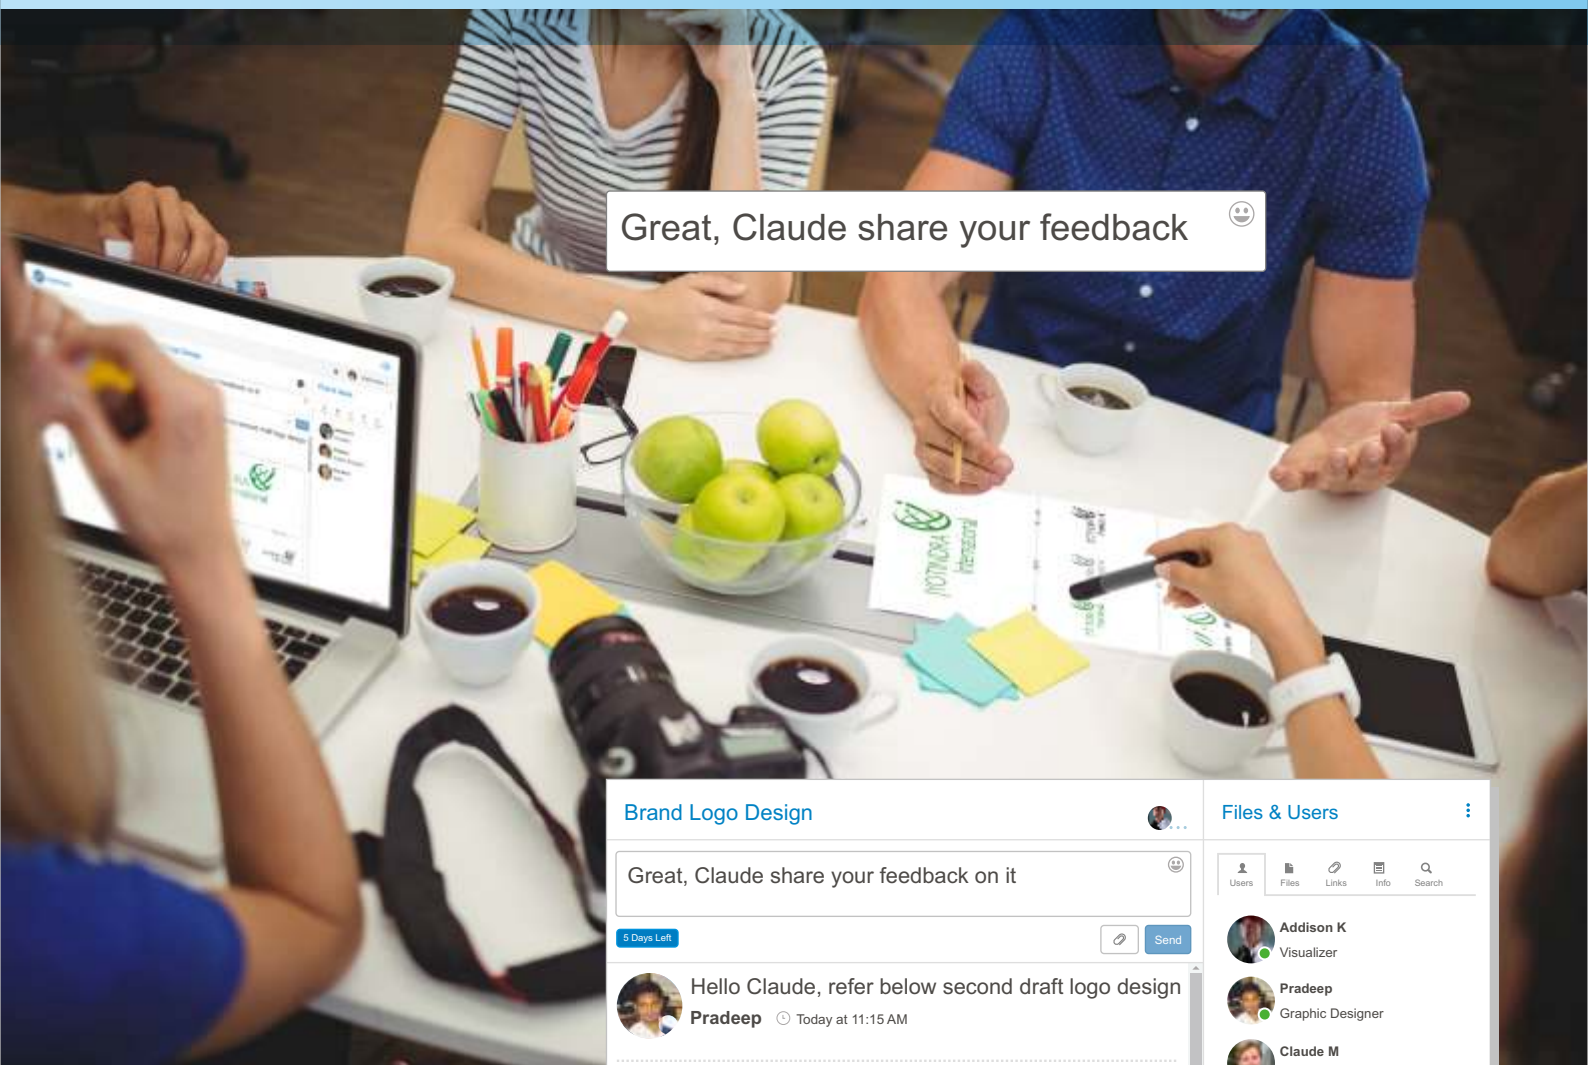 Great, Claude share your feedback
JYOTINDRA
International
Brand Logo Design
Great, Claude share your feedback on it
5 Days Left
Send
Hello Claude, refer below second draft logo design
Pradeep Today at 11:15 AM
Files & Users
Users Files Links Info Search
Addison K
Visualizer
Pradeep
Graphic Designer
Claude M